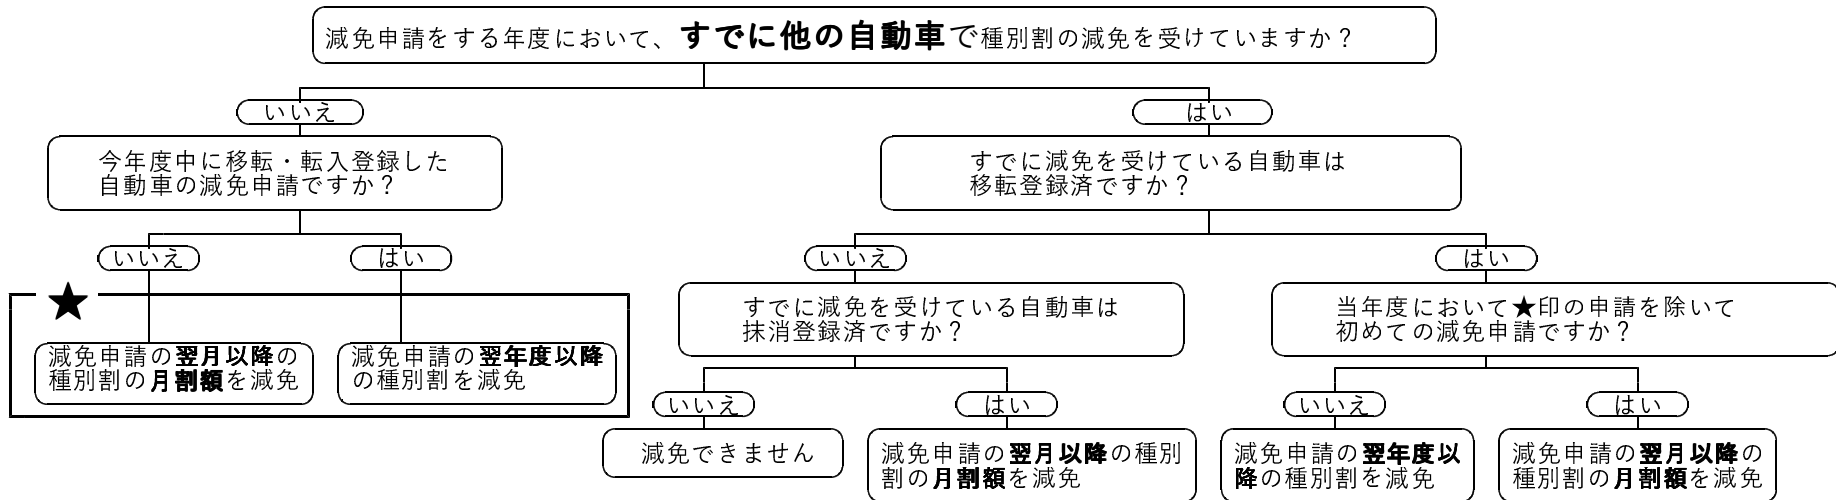 減免申請をする年度において、すでに他の自動車で種別割の減免を受けていますか？
いいえ
はい
今年度中に移転・転入登録した
自動車の減免申請ですか？
すでに減免を受けている自動車は
移転登録済ですか？
いいえ
はい
いいえ
はい
★
減免申請の翌月以降の
種別割の月割額を減免
減免申請の翌年度以降
の種別割を減免
すでに減免を受けている自動車は
抹消登録済ですか？
当年度において★印の申請を除いて
初めての減免申請ですか？
いいえ
はい
いいえ
はい
減免できません
減免申請の翌月以降の種別
割の月割額を減免
減免申請の翌年度以
降の種別割を減免
減免申請の翌月以降の
種別割の月割額を減免